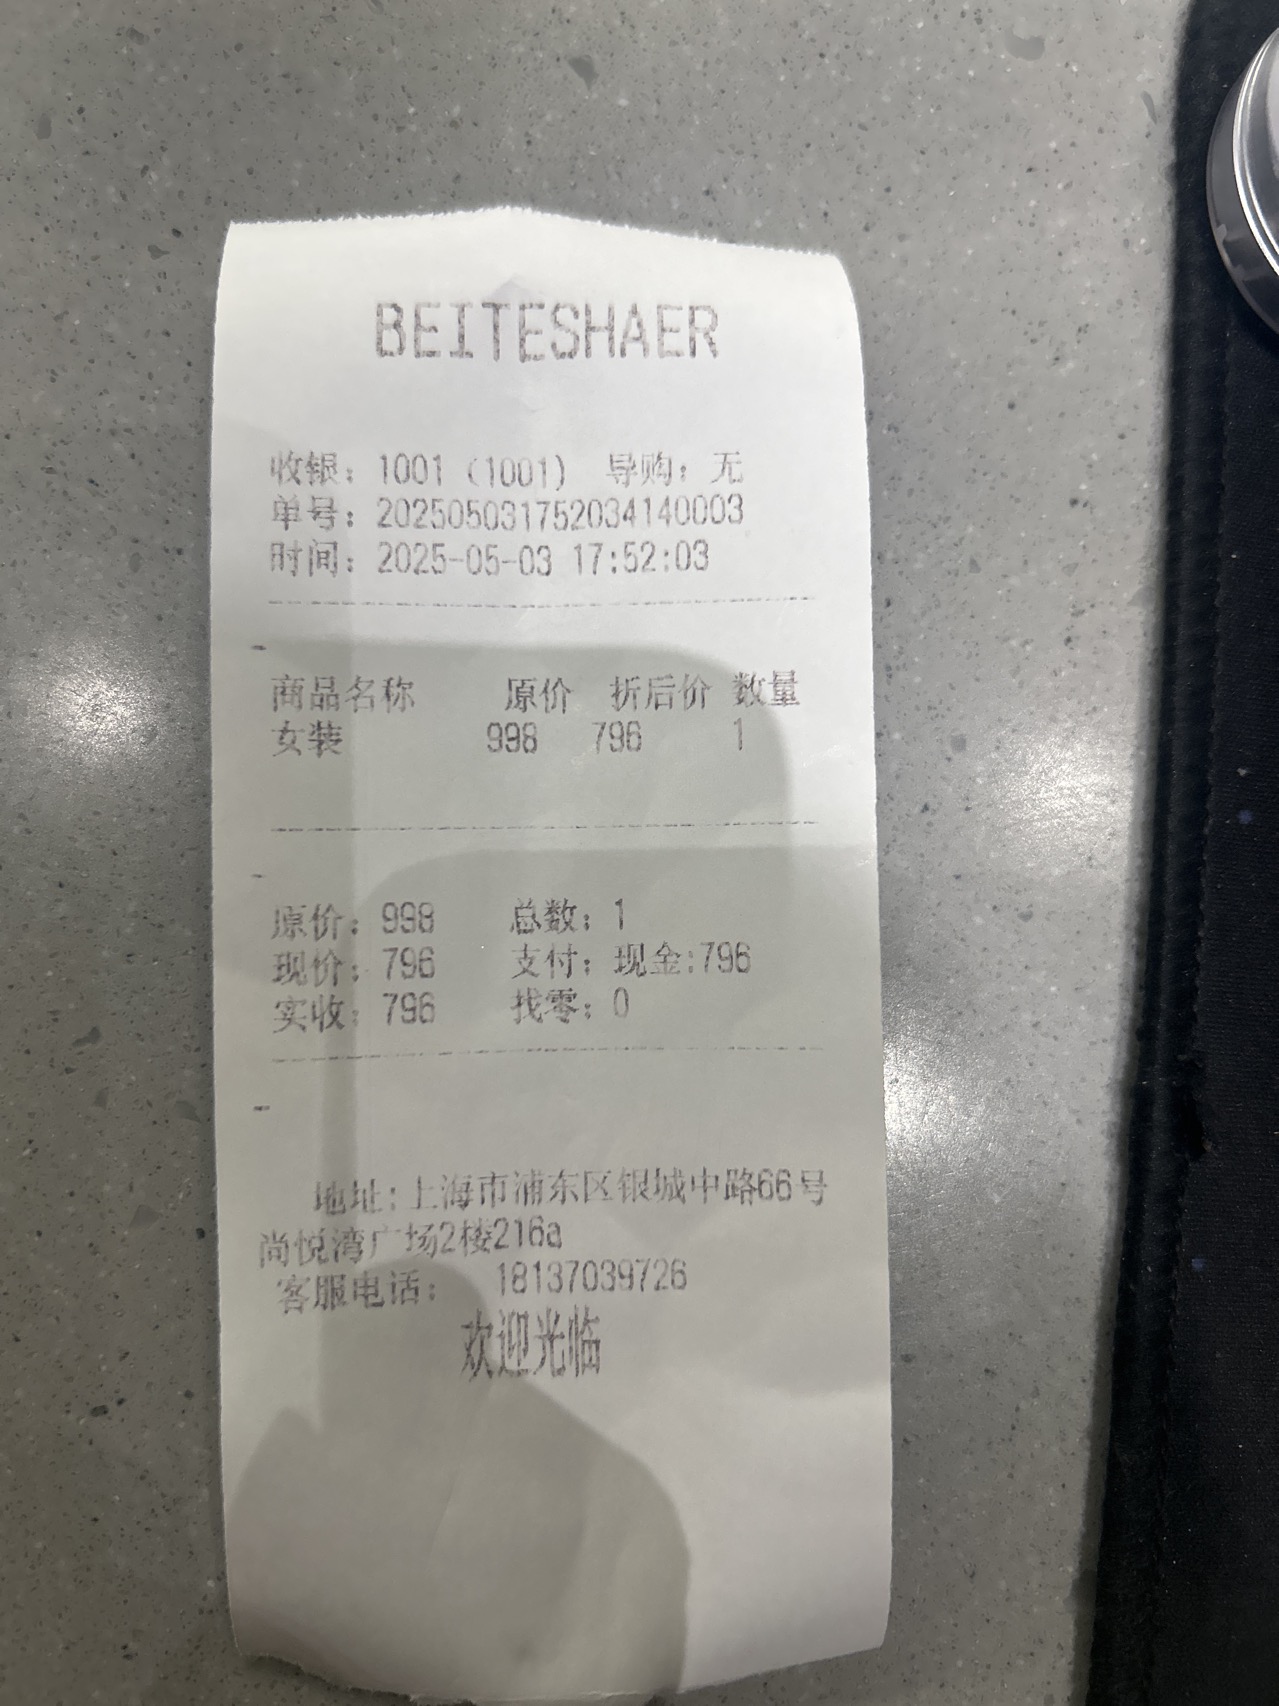 BEITESHAER
收银：1001（1001） 导购：无
单号：202505031752034140003
时间：2025-05-03 17:52:03
商品名称 原价 折后价 数量
女装 998 796 1
原价：998 总数：1
现价：796 支付：现金:796
实收：796 找零：0
地址:上海市浦东区银城中路66号
尚悦湾广场2楼216a
客服电话： 18137039726
欢迎光临